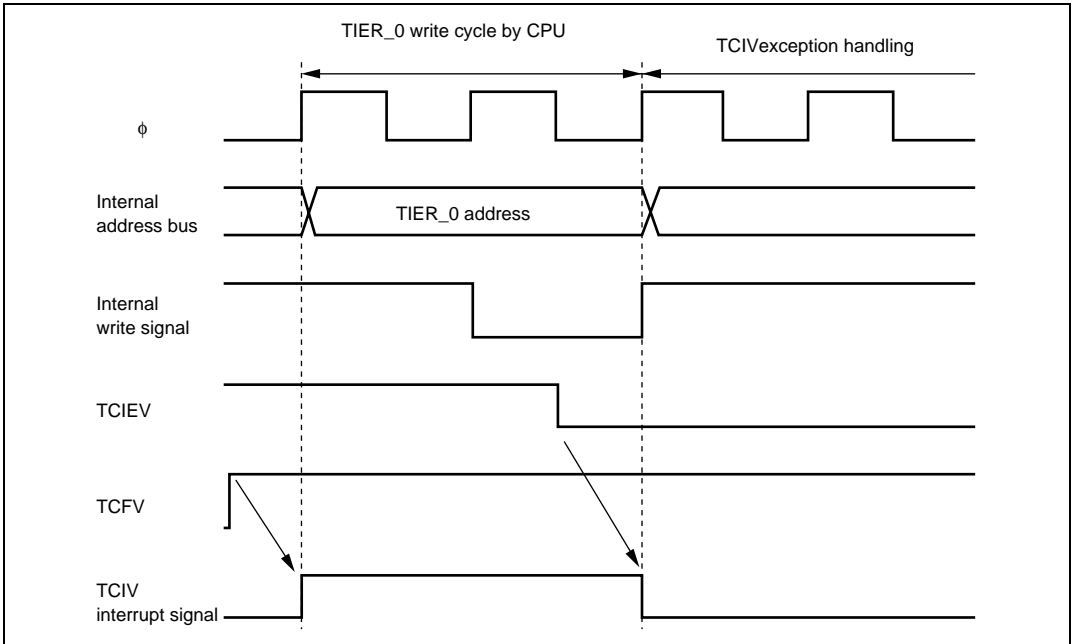 TIER_0 write cycle by CPU
TCIVexception handling
ϕ
Internal
address bus
TIER_0 address
Internal
write signal
TCIEV
TCFV
TCIV
interrupt signal